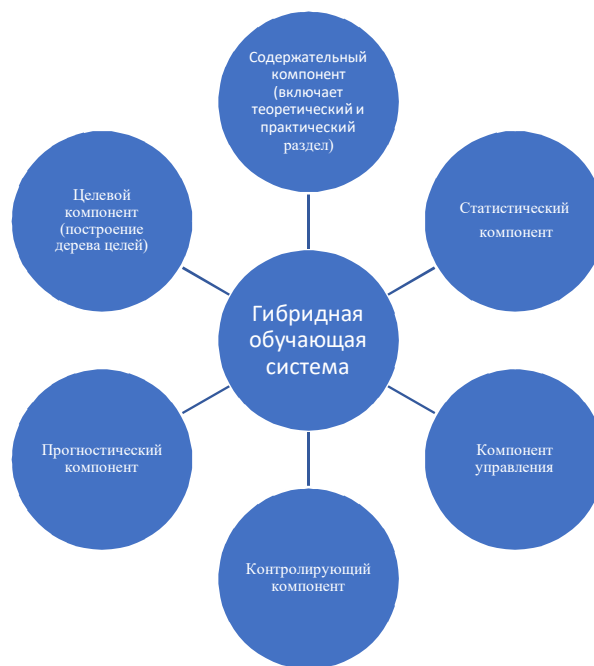 Содержательный
компонент
(включает
теоретический и
практический
раздел)
Целевой
компонент
(построение
дерева целей)
Статистический
компонент
Гибридная
обучающая
система
Прогностический
компонент
Компонент
управления
Контролирующий
компонент